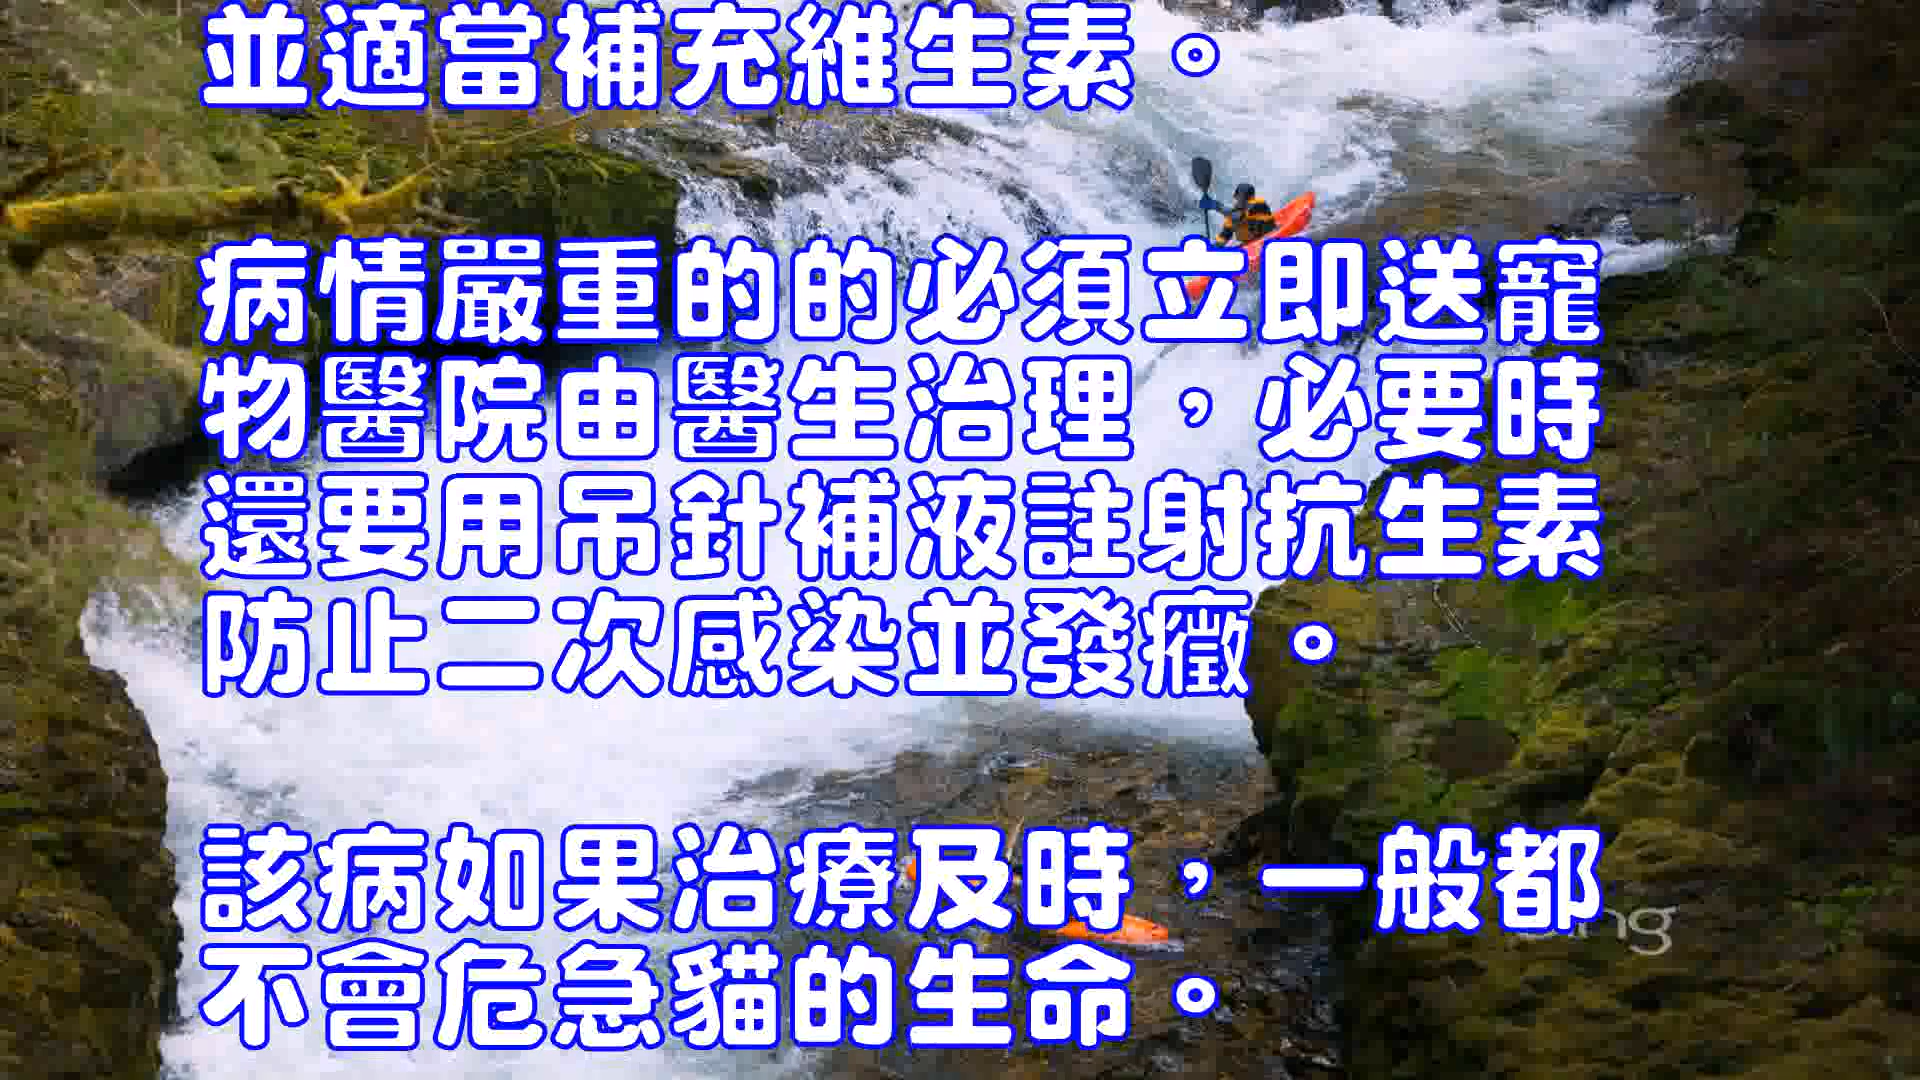 並適當補充維生素。
病情嚴重的的必須立即送寵
物醫院由醫生治理，必要時
還要用吊針補液註射抗生素
防止二次感染並發癥。
該病如果治療及時，一般都
不會危急貓的生命。